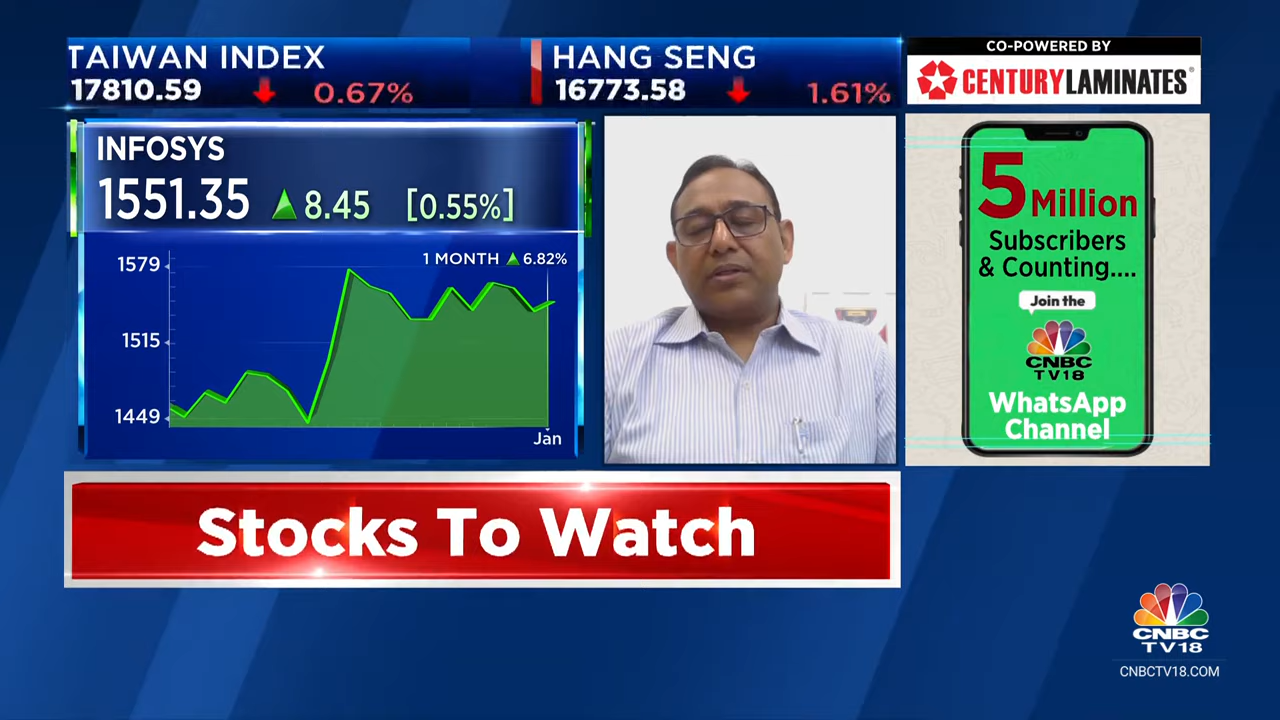 TAIWAN INDEX
17810.59 0.67%
HANG SENG
16773.58 1.61%
CO-POWERED BY
CENTURYLAMINATES®
INFOSYS
1551.35 ▲ 8.45 [0.55%]
1 MONTH ▲ 6.82%
1579
1515
1449
Jan
5 Million
Subscribers
& Counting....
Join the
CNBC
TV18
WhatsApp
Channel
Stocks To Watch
CNBC
TV18
CNBCTV18.COM